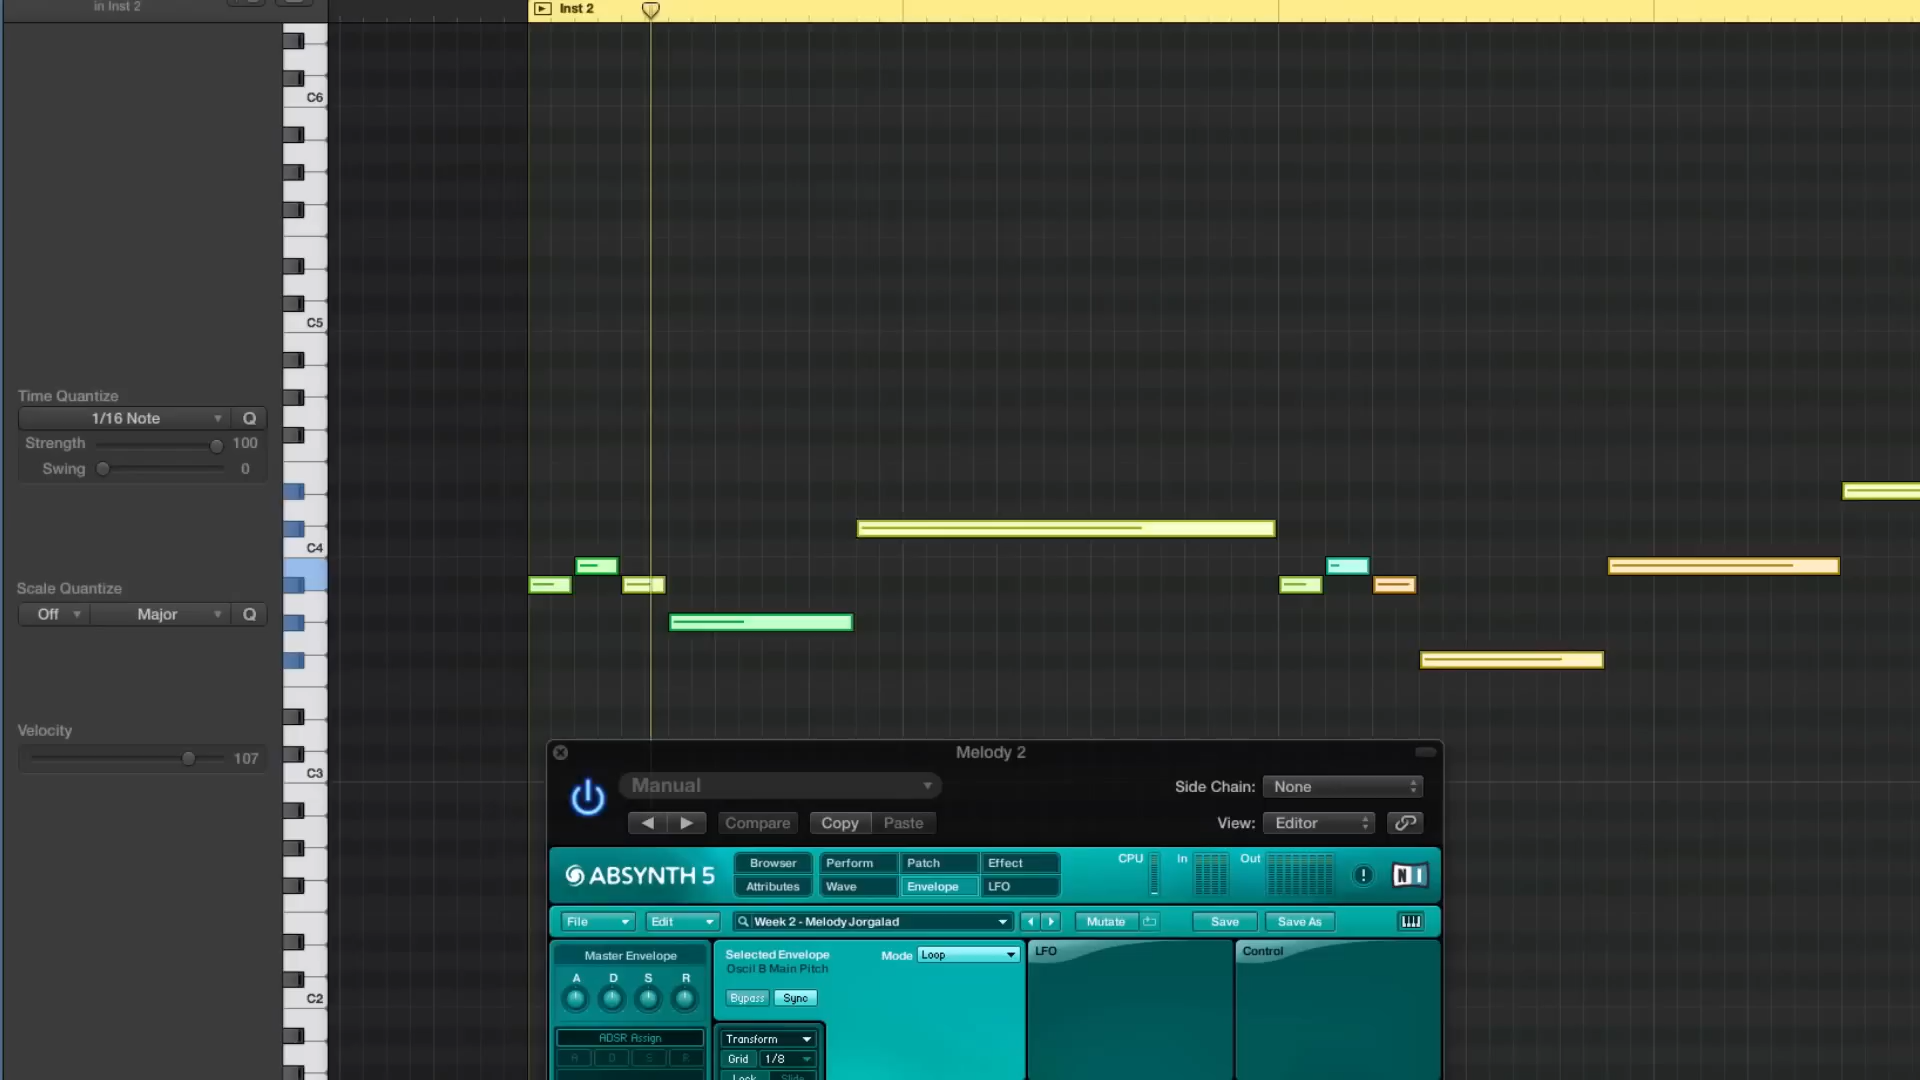 in Inst 2
Inst 2
C6
C5
Time Quantize
1/16 Note Q
Strength 100
Swing 0
C4
Scale Quantize
Off Major Q
Velocity
107
C3
Melody 2
Manual
Side Chain: None
Compare Copy Paste
View: Editor
ABSYNTH 5
Browser Perform Patch Effect
Attributes Wave Envelope LFO
CPU In Out
! NI
File Edit Week 2 - Melody Jorgalad Mutate Save Save As
Master Envelope
A D S R
ADSR Assign
A D S R
Selected Envelope
Oscil B Main Pitch
Mode Loop
Bypass Sync
LFO
Control
C2
Transform
Grid 1/8
Lock Slide